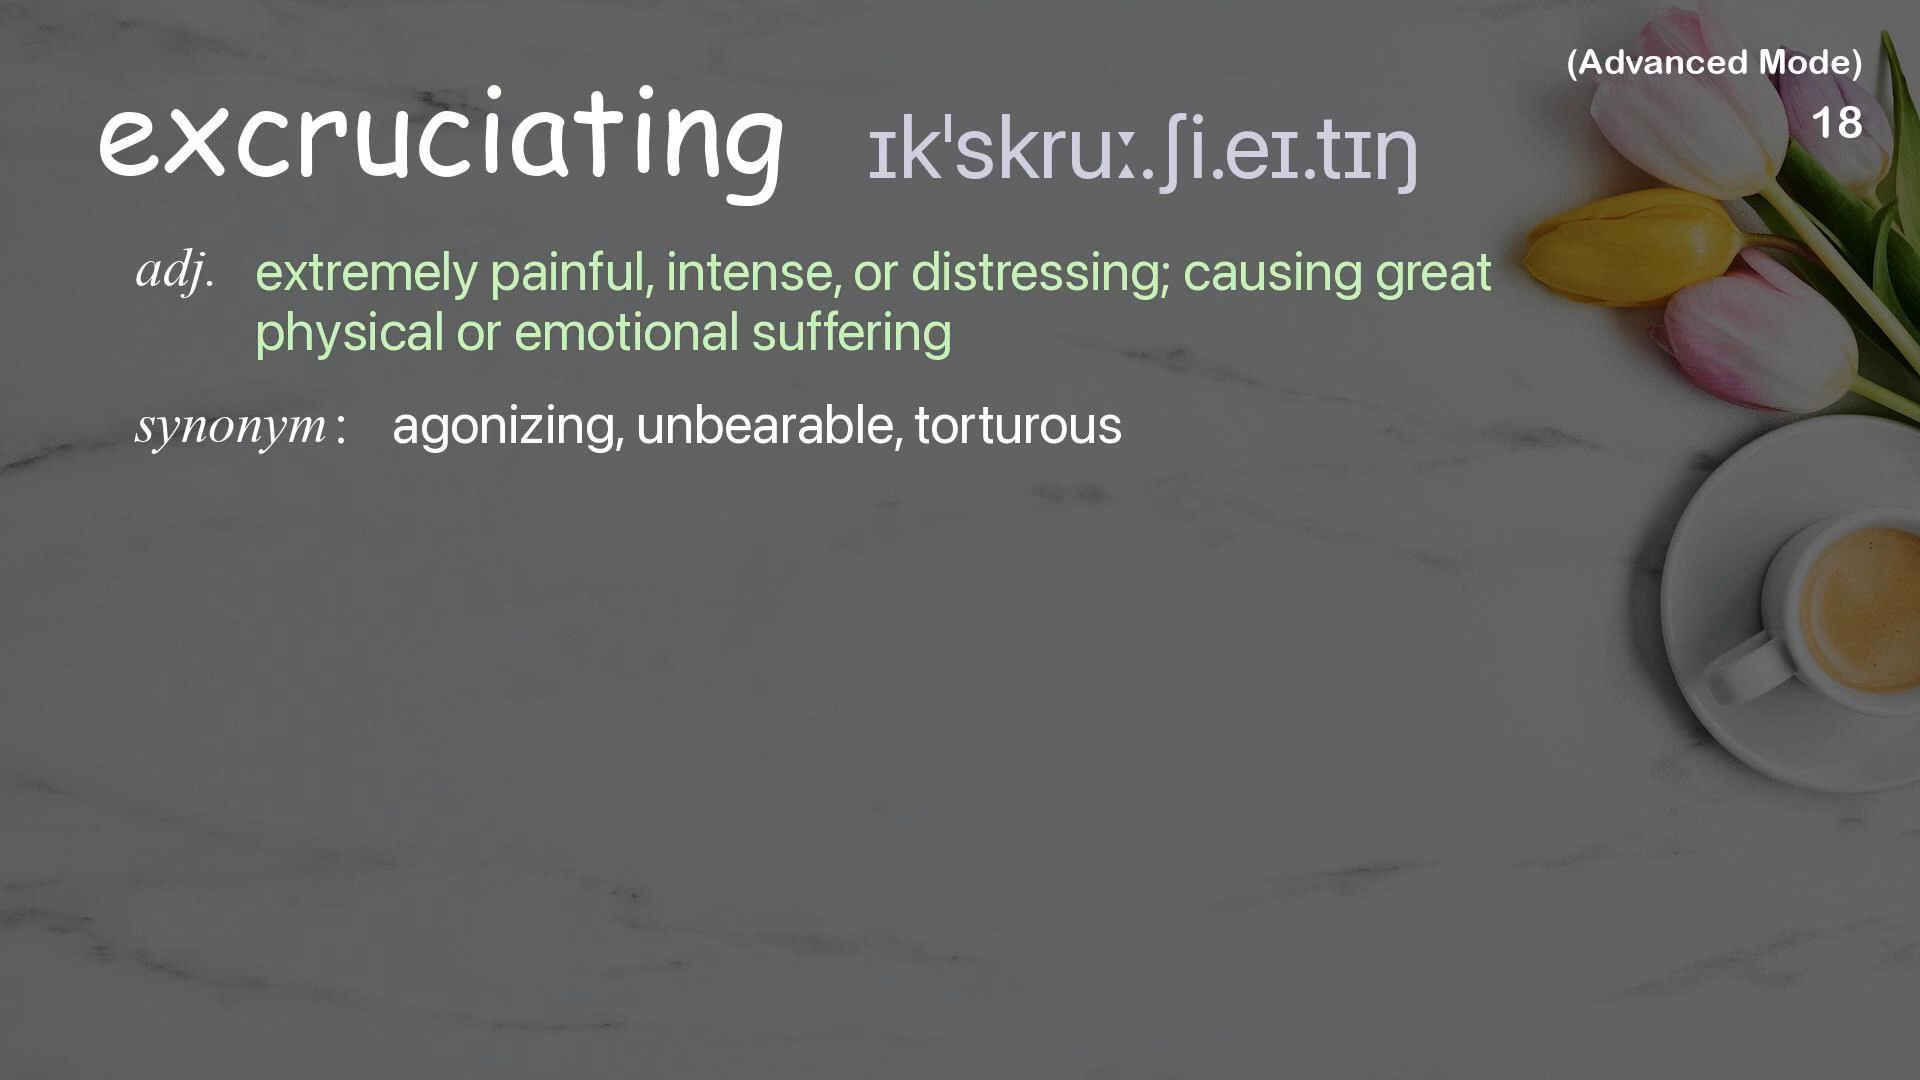 (Advanced Mode)
18
excruciating ɪkˈskruː.ʃi.eɪ.tɪŋ
adj. extremely painful, intense, or distressing; causing great
physical or emotional suffering
synonym : agonizing, unbearable, torturous